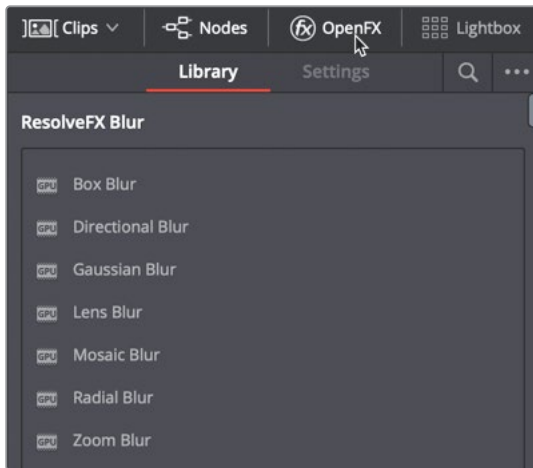 Clips Nodes fx OpenFX Lightbox
Library Settings
ResolveFX Blur
GPU Box Blur
GPU Directional Blur
GPU Gaussian Blur
GPU Lens Blur
GPU Mosaic Blur
GPU Radial Blur
GPU Zoom Blur